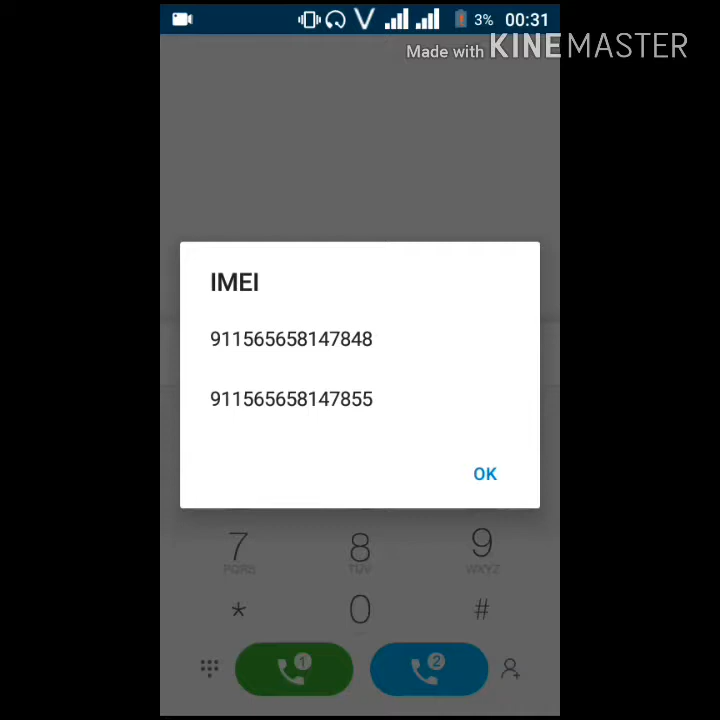 3% 00:31
Made with KINEMASTER
IMEI
911565658147848
911565658147855
OK
7 8 9
PQRS TUV WXYZ
* 0 #
1 2